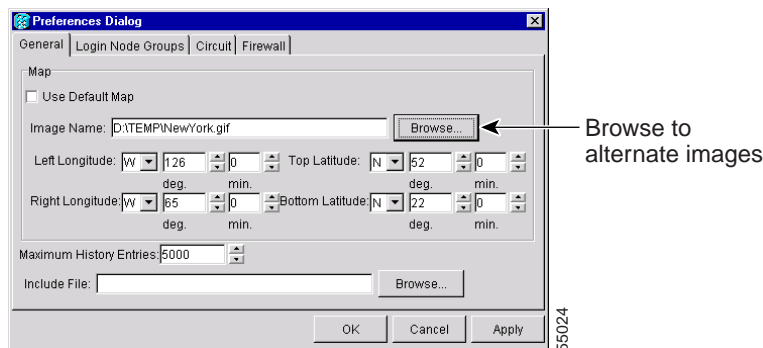 Preferences Dialog
General Login Node Groups Circuit Firewall
Map
Use Default Map
Image Name: D:\TEMP\NewYork.gif Browse...
Browse to
alternate images
Left Longitude: W 126 0 Top Latitude: N 52 0
deg. min. deg. min.
Right Longitude: W 65 0 Bottom Latitude: N 22 0
deg. min. deg. min.
Maximum History Entries: 5000
Include File: Browse...
OK Cancel Apply
55024